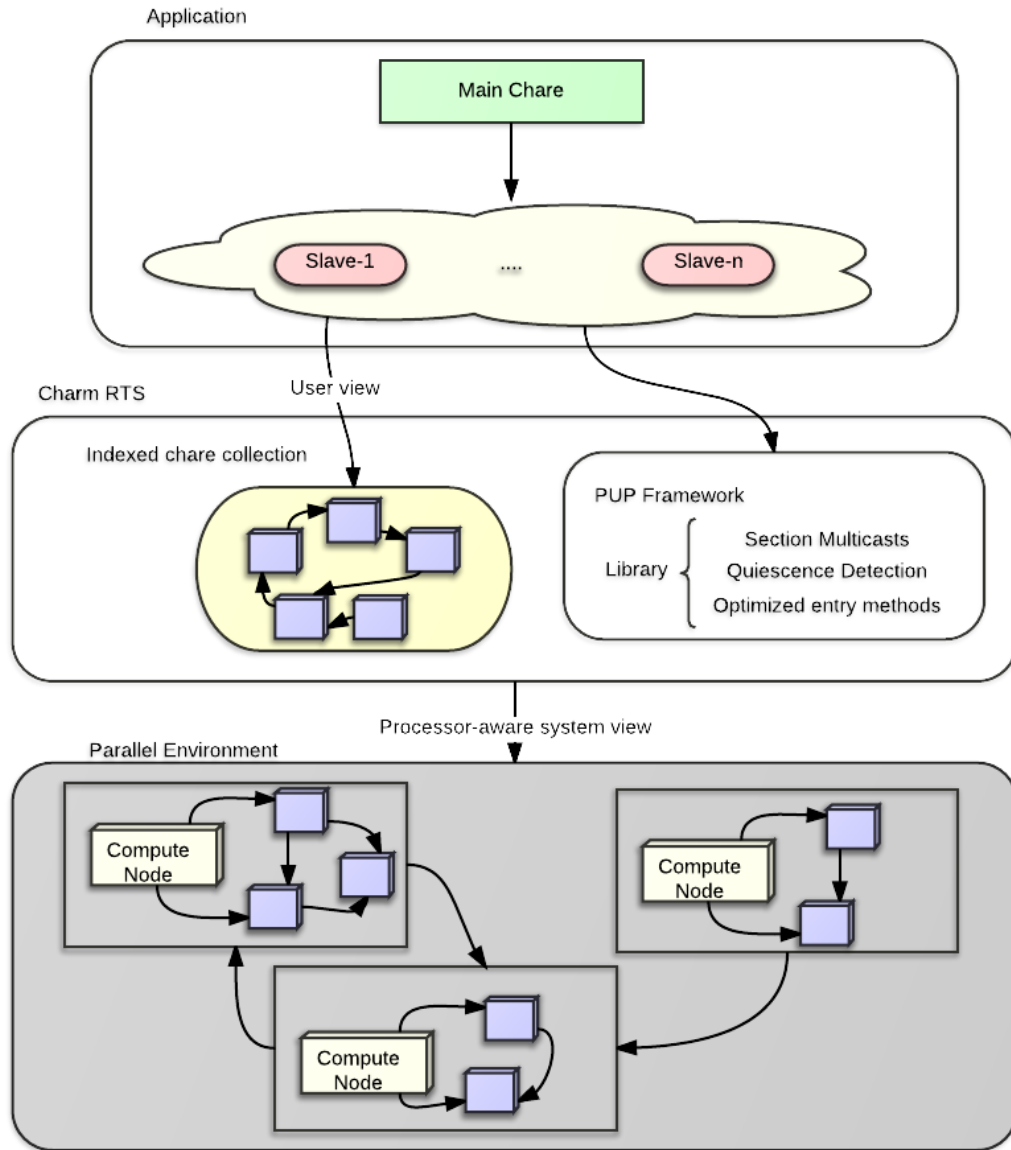 Application
Main Chare
Slave-1
....
Slave-n
User view
Charm RTS
Indexed chare collection
PUP Framework
Library
Section Multicasts
Quiescence Detection
Optimized entry methods
Processor-aware system view
Parallel Environment
Compute
Node
Compute
Node
Compute
Node